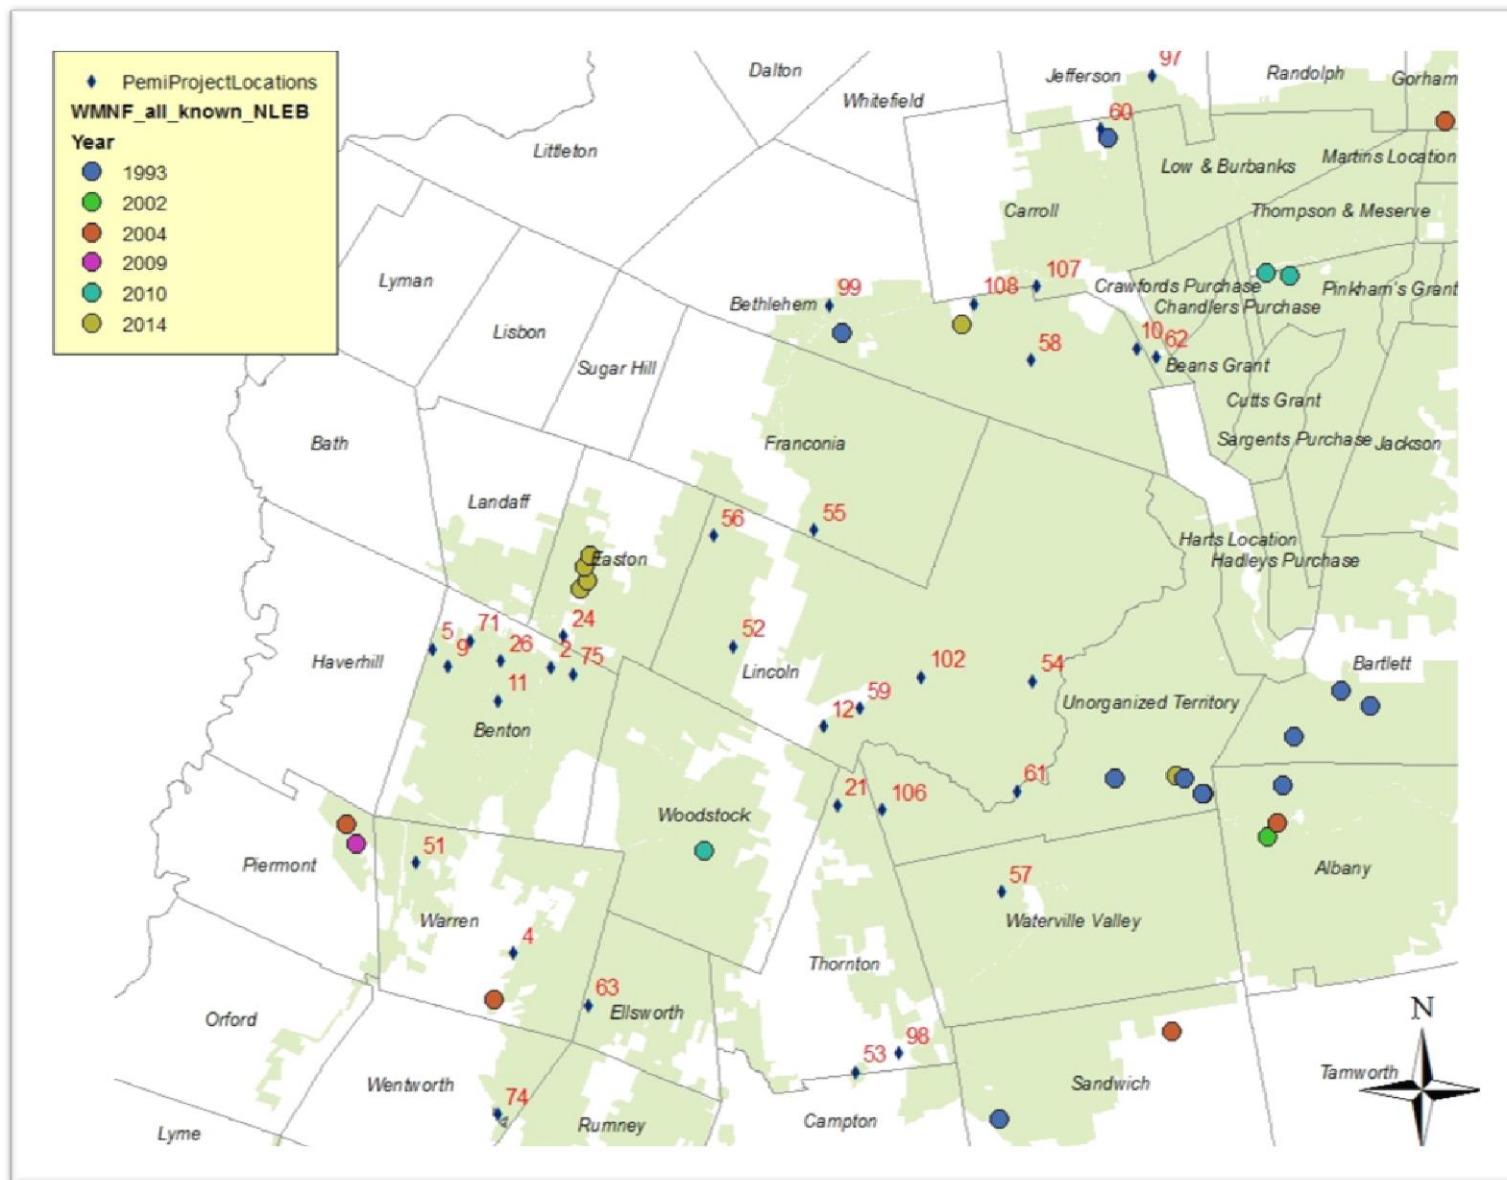 PemiProjectLocations
WMNF_all_known_NLEB
Year
1993
2002
2004
2009
2010
2014
97
Dalton
Jefferson
Randolph
Gorham
Whitefield
60
Littleton
Low & Burbanks
Martins Location
Carroll
Thompson & Meserve
Lyman
107
99
108
Crawfords Purchase
Pinkham's Grant
Bethlehem
Chandlers Purchase
Lisbon
58
10
62
Sugar Hill
Beans Grant
Cutts Grant
Bath
Franconia
Sargents Purchase
Jackson
Landaff
56
55
Harts Location
Easton
Hadleys Purchase
24
71
5
52
9
26
2
75
Haverhill
Lincoln
102
54
Bartlett
11
59
Unorganized Territory
12
Benton
61
21
106
Woodstock
51
Piermont
57
Albany
Warren
Waterville Valley
4
Thornton
63
Orford
Ellsworth
N
98
53
Wentworth
Sandwich
Tamworth
74
Lyme
Rumney
Campton